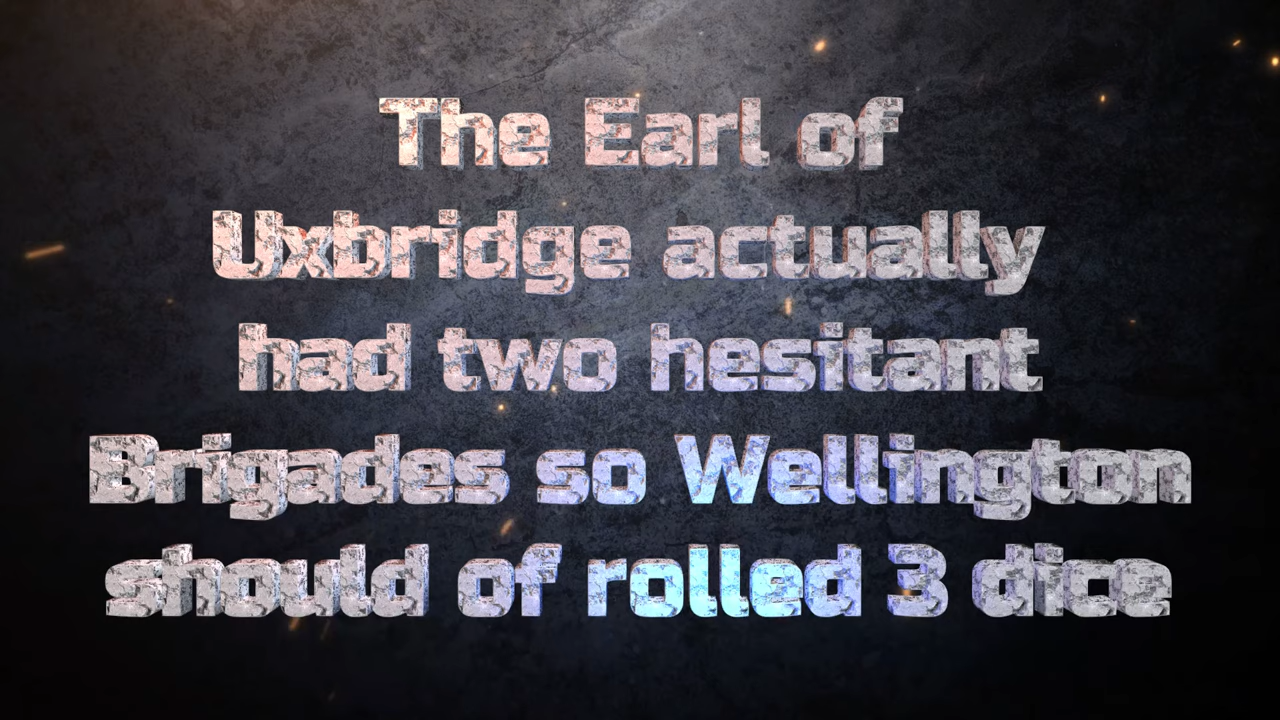 The Earl of
Uxbridge actually
had two hesitant
Brigades so Wellington
should of rolled 3 dice